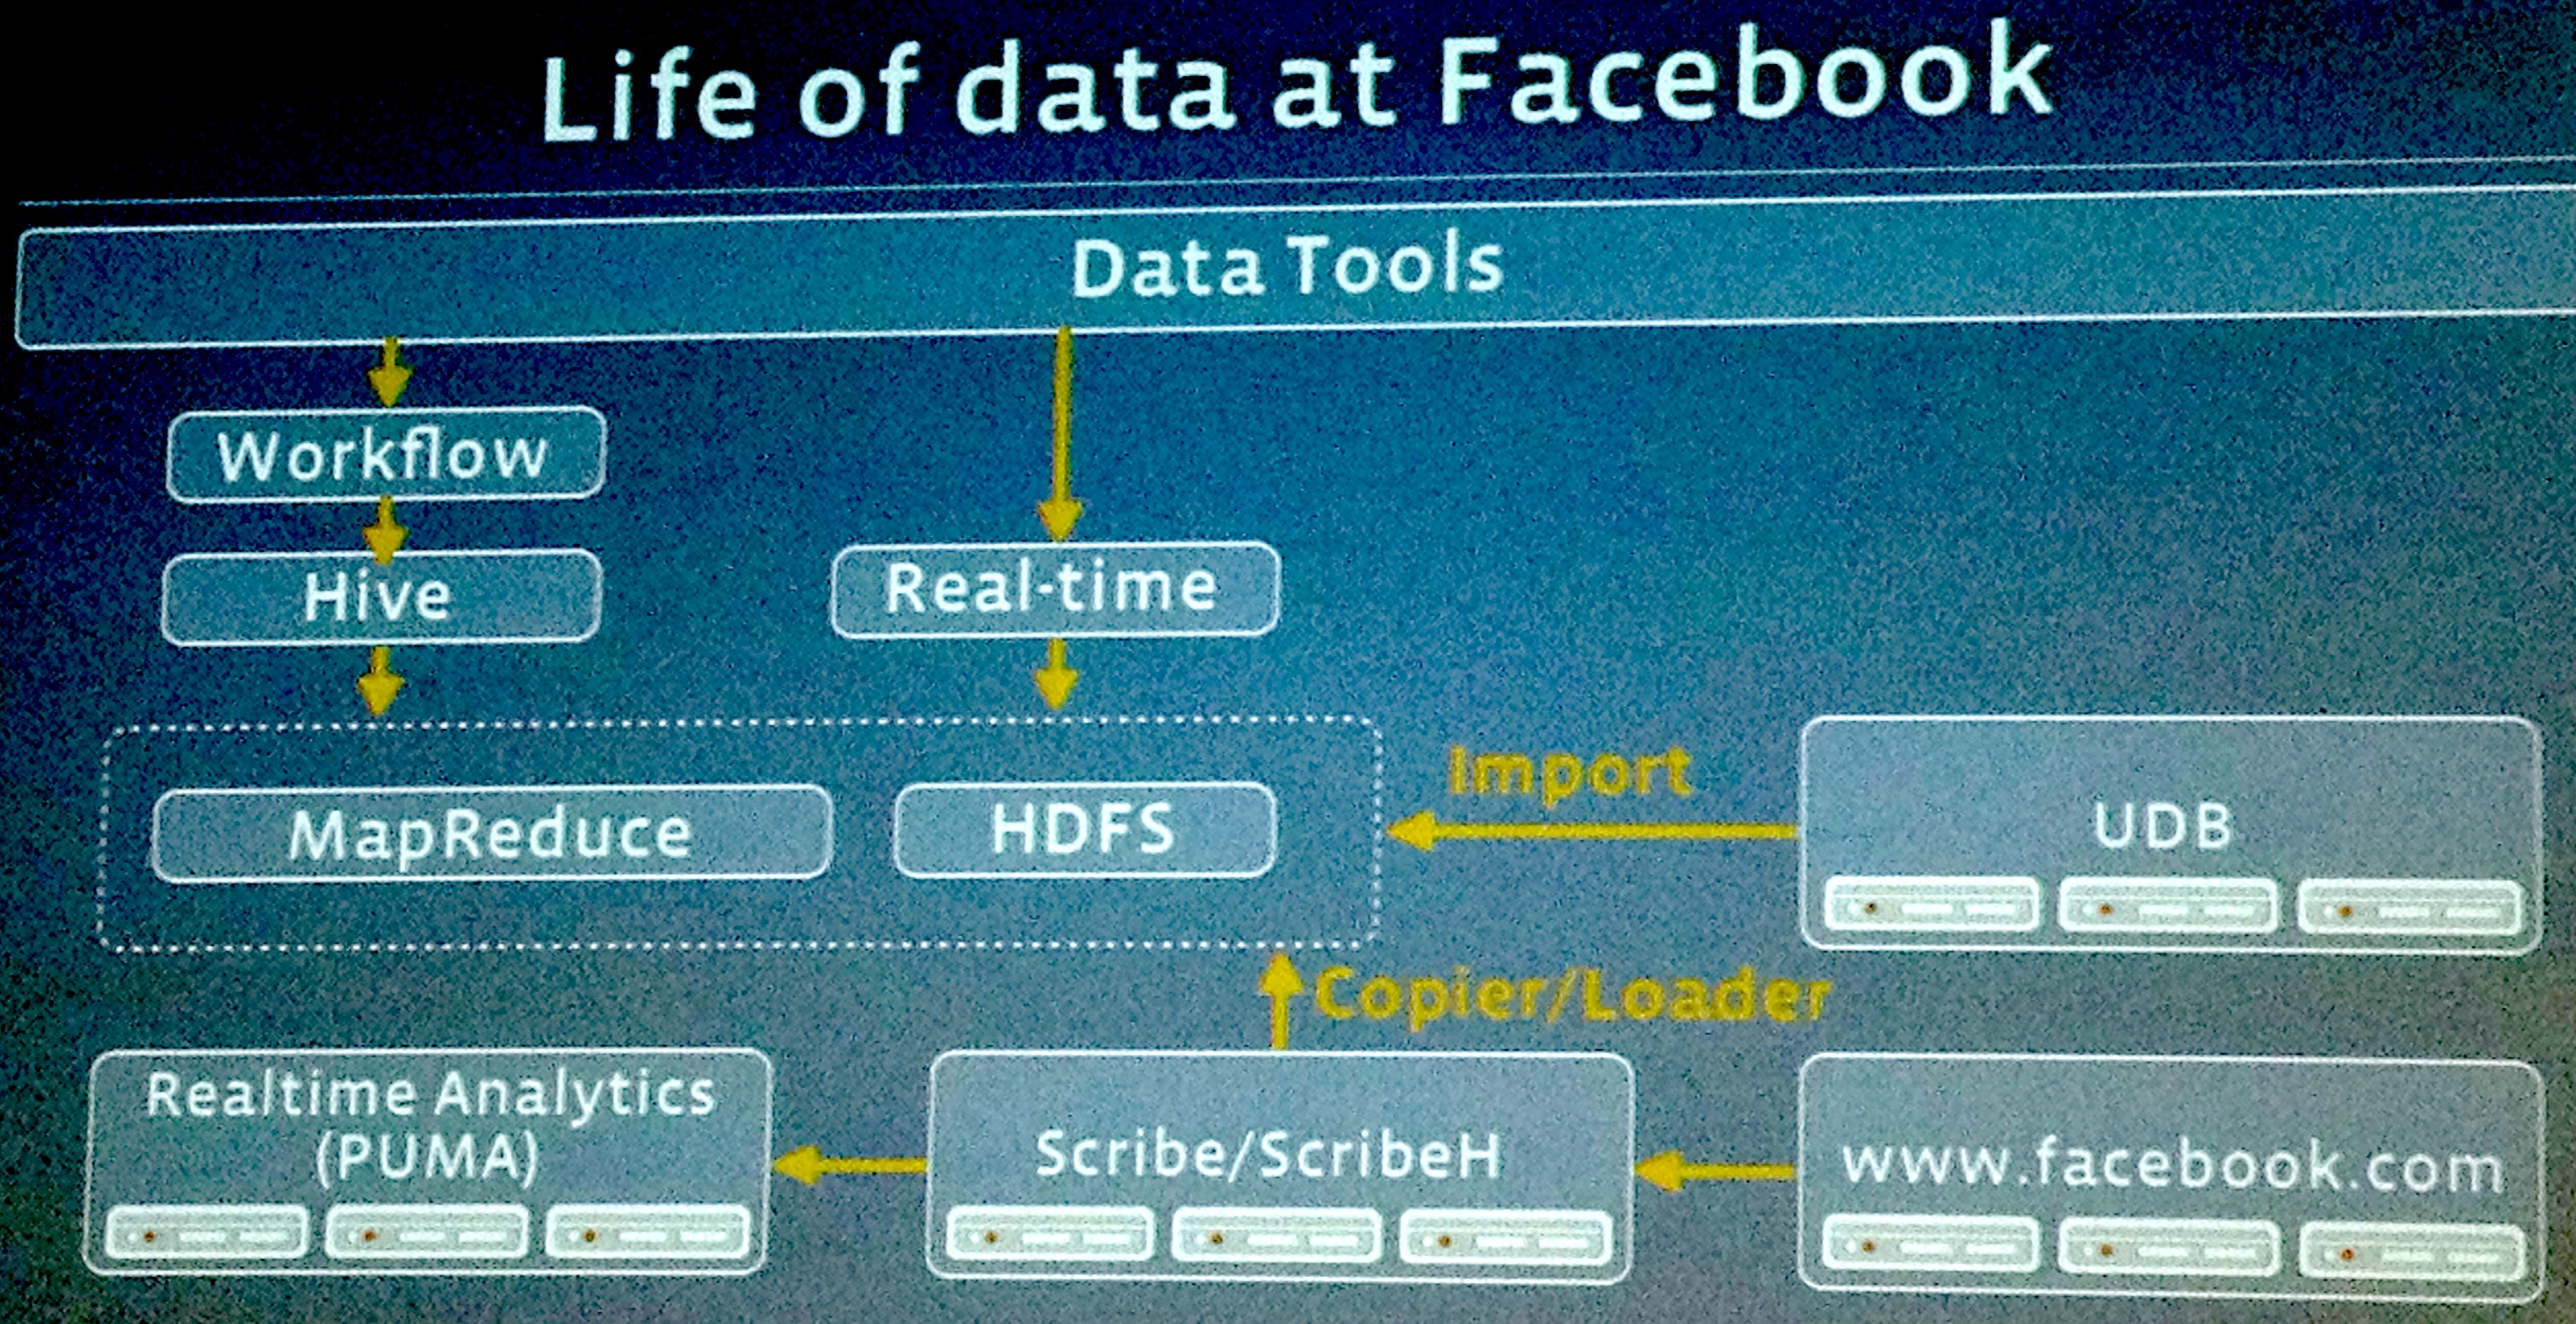 Life of data at Facebook
Data Tools
Workflow
Hive
Real-time
MapReduce
HDFS
Import
UDB
Copier/Loader
Realtime Analytics
(PUMA)
Scribe/ScribeH
www.facebook.com